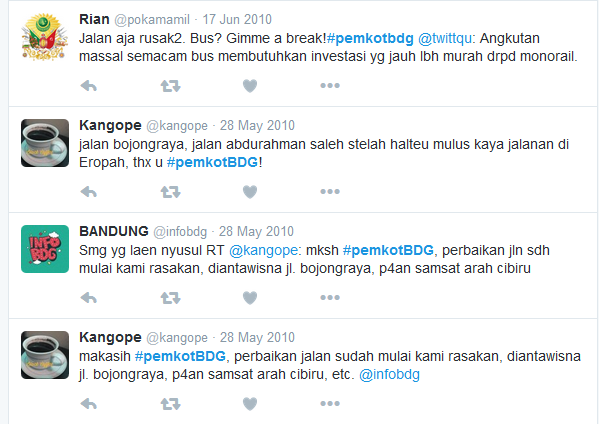 Rian @pokamamil · 17 Jun 2010
Jalan aja rusak2. Bus? Gimme a break!#pemkotbdg @twittqu: Angkutan
massal semacam bus membutuhkan investasi yg jauh lbh murah drpd monorail.
Kangope @kangope · 28 May 2010
jalan bojongraya, jalan abdurahman saleh stelah halteu mulus kaya jalanan di
Eropah, thx u #pemkotBDG!
INFO
BDG
BANDUNG @infobdg · 28 May 2010
Smg yg laen nyusul RT @kangope: mksh #pemkotBDG, perbaikan jln sdh
mulai kami rasakan, diantawisna jl. bojongraya, p4an samsat arah cibiru
Kangope @kangope · 28 May 2010
makasih #pemkotBDG, perbaikan jalan sudah mulai kami rasakan, diantawisna
jl. bojongraya, p4an samsat arah cibiru, etc. @infobdg